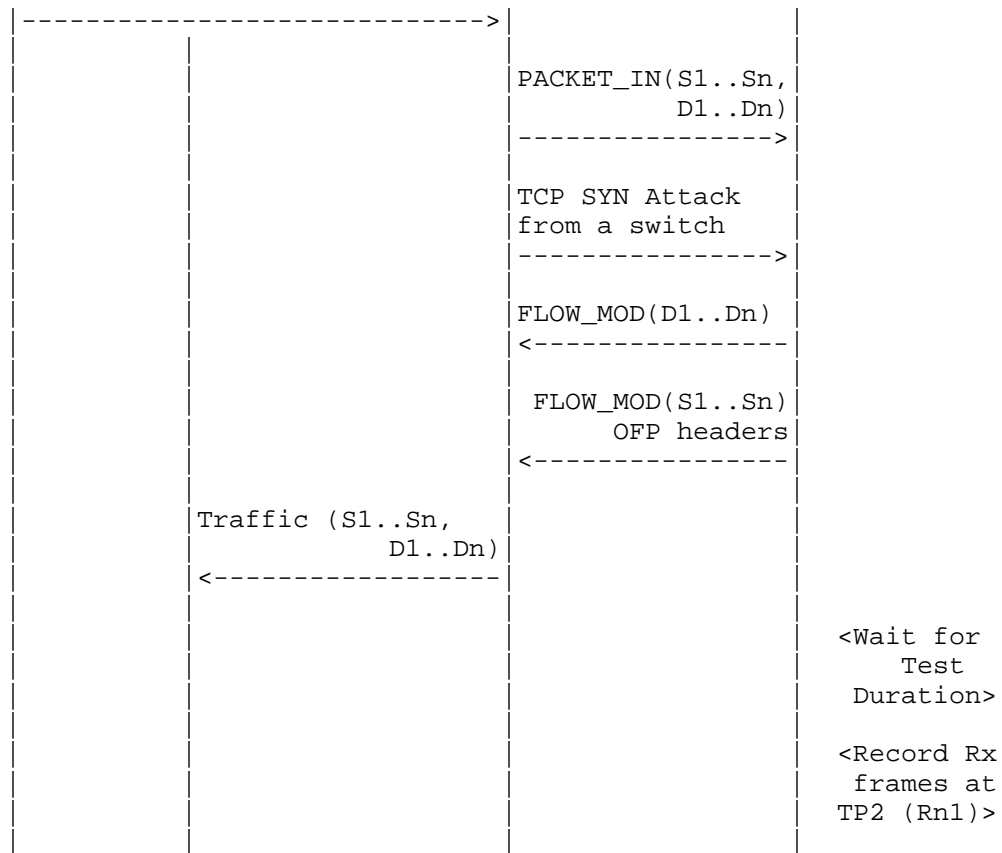 PACKET_IN(S1..Sn,
D1..Dn)
TCP SYN Attack
from a switch
FLOW_MOD(D1..Dn)
FLOW_MOD(S1..Sn)
OFP headers
Traffic (S1..Sn,
D1..Dn)
<Wait for
Test
Duration>
<Record Rx
frames at
TP2 (Rn1)>